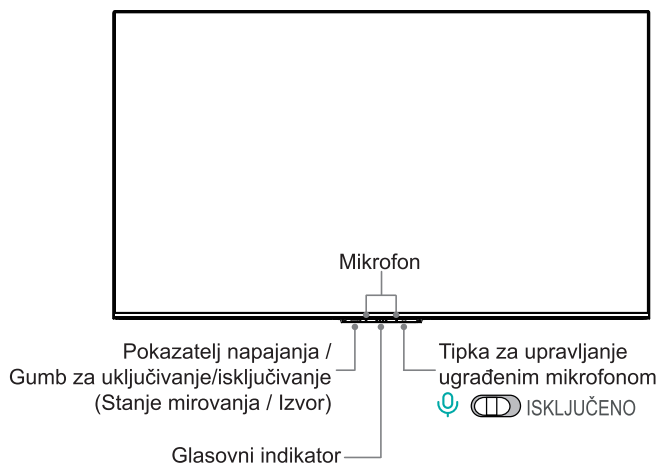 Mikrofon
Pokazatelj napajanja /
Gumb za uključivanje/isključivanje
(Stanje mirovanja / Izvor)
Tipka za upravljanje
ugrađenim mikrofonom
ISKLJUČENO
Glasovni indikator